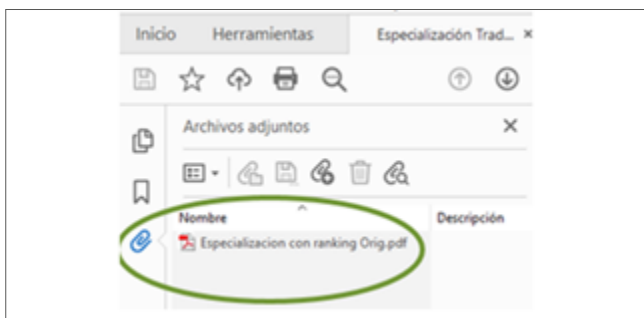 Inicio Herramientas Especialización Trad... ×
Archivos adjuntos ×
Nombre Descripción
Especializacion con ranking Orig.pdf